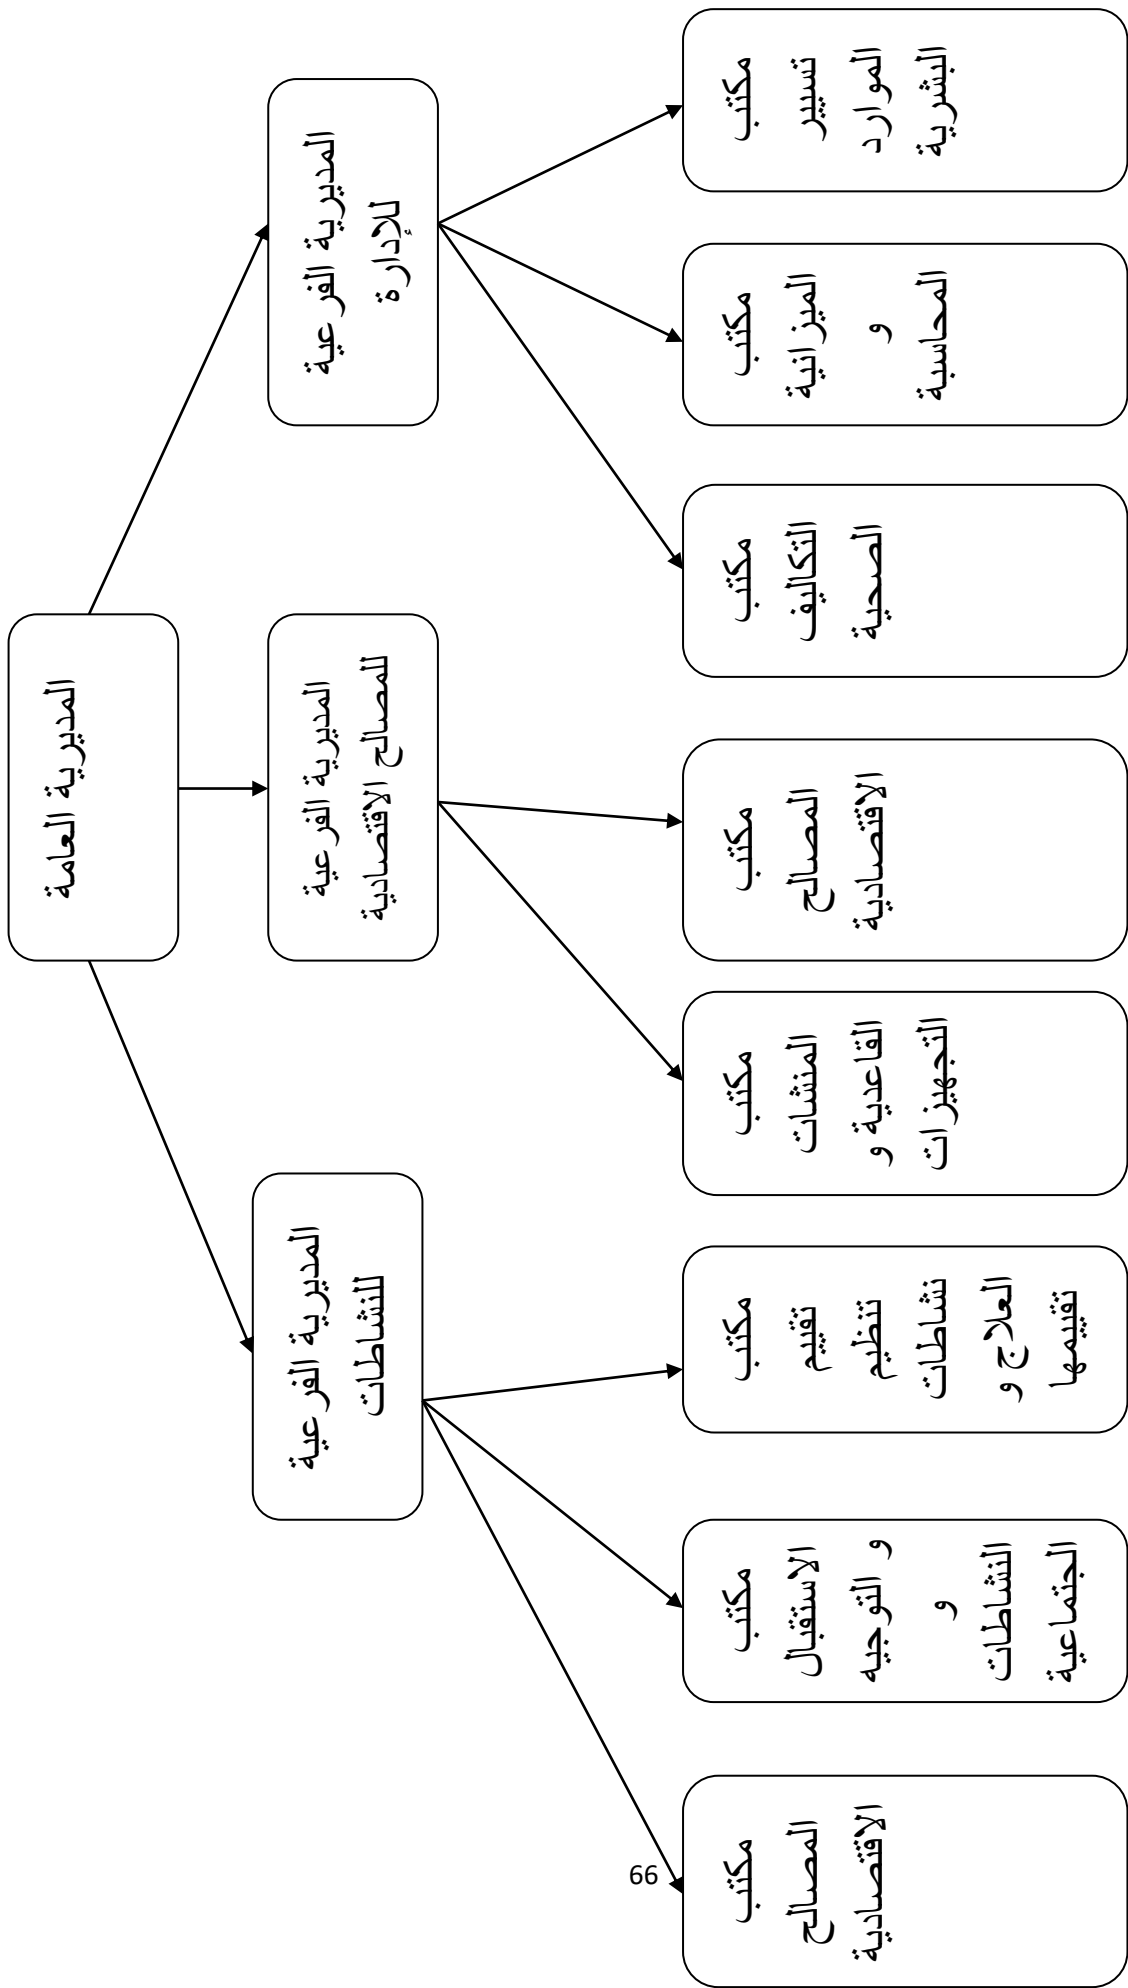 المديرية العامة
المديرية الفرعية
للإدارة
المديرية الفرعية
للمصالح الاقتصادية
المديرية الفرعية
للنشاطات
مكتب
تسيير
الموارد
البشرية
مكتب
الميزانية
و
المحاسبة
مكتب
التكاليف
الصحية
مكتب
المصالح
الاقتصادية
مكتب
المنشات
القاعدية و
التجهيزات
مكتب
تقييم
تنظيم
نشاطات
العلاج و
تقييمها
مكتب
الاستقبال
و التوجيه
و
النشاطات
الجتماعية
مكتب
المصالح
الاقتصادية
66